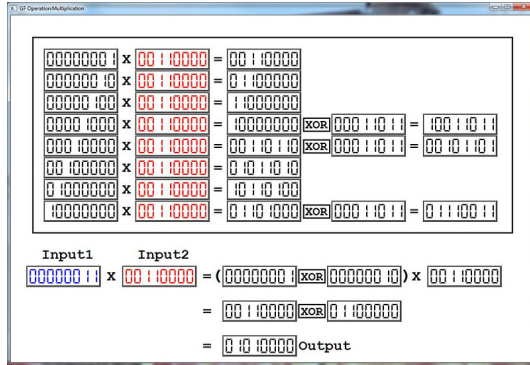 GF Operation:Multiplication
00000001 x 00110000 = 00110000
00000010 x 00110000 = 01100000
00000100 x 00110000 = 11000000
00001000 x 00110000 = 10000000 XOR 00011011 = 10011011
00010000 x 00110000 = 00110110 XOR 00011011 = 00101101
00100000 x 00110000 = 01011010
01000000 x 00110000 = 10110100
10000000 x 00110000 = 01101000 XOR 00011011 = 01110011
Input1 Input2
00000011 x 00110000 = (00000001 XOR 00000010) x 00110000
= 00110000 XOR 01100000
= 01010000 Output